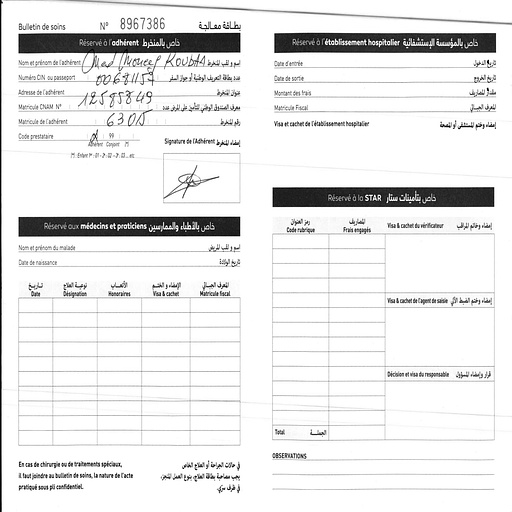 Bulletin de soins N° 8967386 بطاقة معالجة
Réservé à l'adhérent خاص بالمنخرط
Nom et prénom de l'adhérent KOUBAA اسم و لقب المنخرط
Numéro CIN ou passeport 00681157 عدد بطاقة التعريف الوطنية أو جواز السفر
Adresse de l'adhérent عنوان المنخرط
Matricule CNAM N° 12585849 معرف الصندوق الوطني للتأمين على المرض عدد
Matricule de l'adhérent 63015 رقم المنخرط
Code prestataire 99
Adhérent Conjoint (*)
(*). Enfant N° : 01 - 2 : 02 - 3 : 03 ... etc
Signature de l'Adhérent إمضاء المنخرط
Réservé aux médecins et praticiens خاص بالأطباء والممارسين
Nom et prénom du malade اسم و لقب المريض
Date de naissance تاريخ الولادة
تاريخ نوعية العلاج الأتعاب الإمضاء و الختم المعرف الجبائي
Date Désignation Honoraires Visa & cachet Matricule fiscal
En cas de chirurgie ou de traitements spéciaux,
il faut joindre au bulletin de soins, la nature de l'acte
pratiqué sous pli confidentiel.
في حالات الجراحة أو العلاج الخاص
يجب مصاحبة بطاقة العلاج، بنوع العمل المنجز،
في ظرف سري.
Réservé à l'établissement hospitalier خاص بالمؤسسة الإستشفائية
Date d'entrée تاريخ الدخول
Date de sortie تاريخ الخروج
Montant des frais مقدار المصاريف
Matricule Fiscal المعرف الجبائي
Visa et cachet de l'établissement hospitalier إمضاء وختم المستشفى أو المصحة
Réservé à la STAR خاص بتأمينات ستار
رمز العنوان المصاريف
Code rubrique Frais engagés
Visa & cachet du vérificateur إمضاء وخاتم المراقب
Visa & cachet de l'agent de saisie إمضاء وختم الضبط الآلي
Décision et visa du responsable قرار وإمضاء المسؤول
Total الجملة
OBSERVATIONS